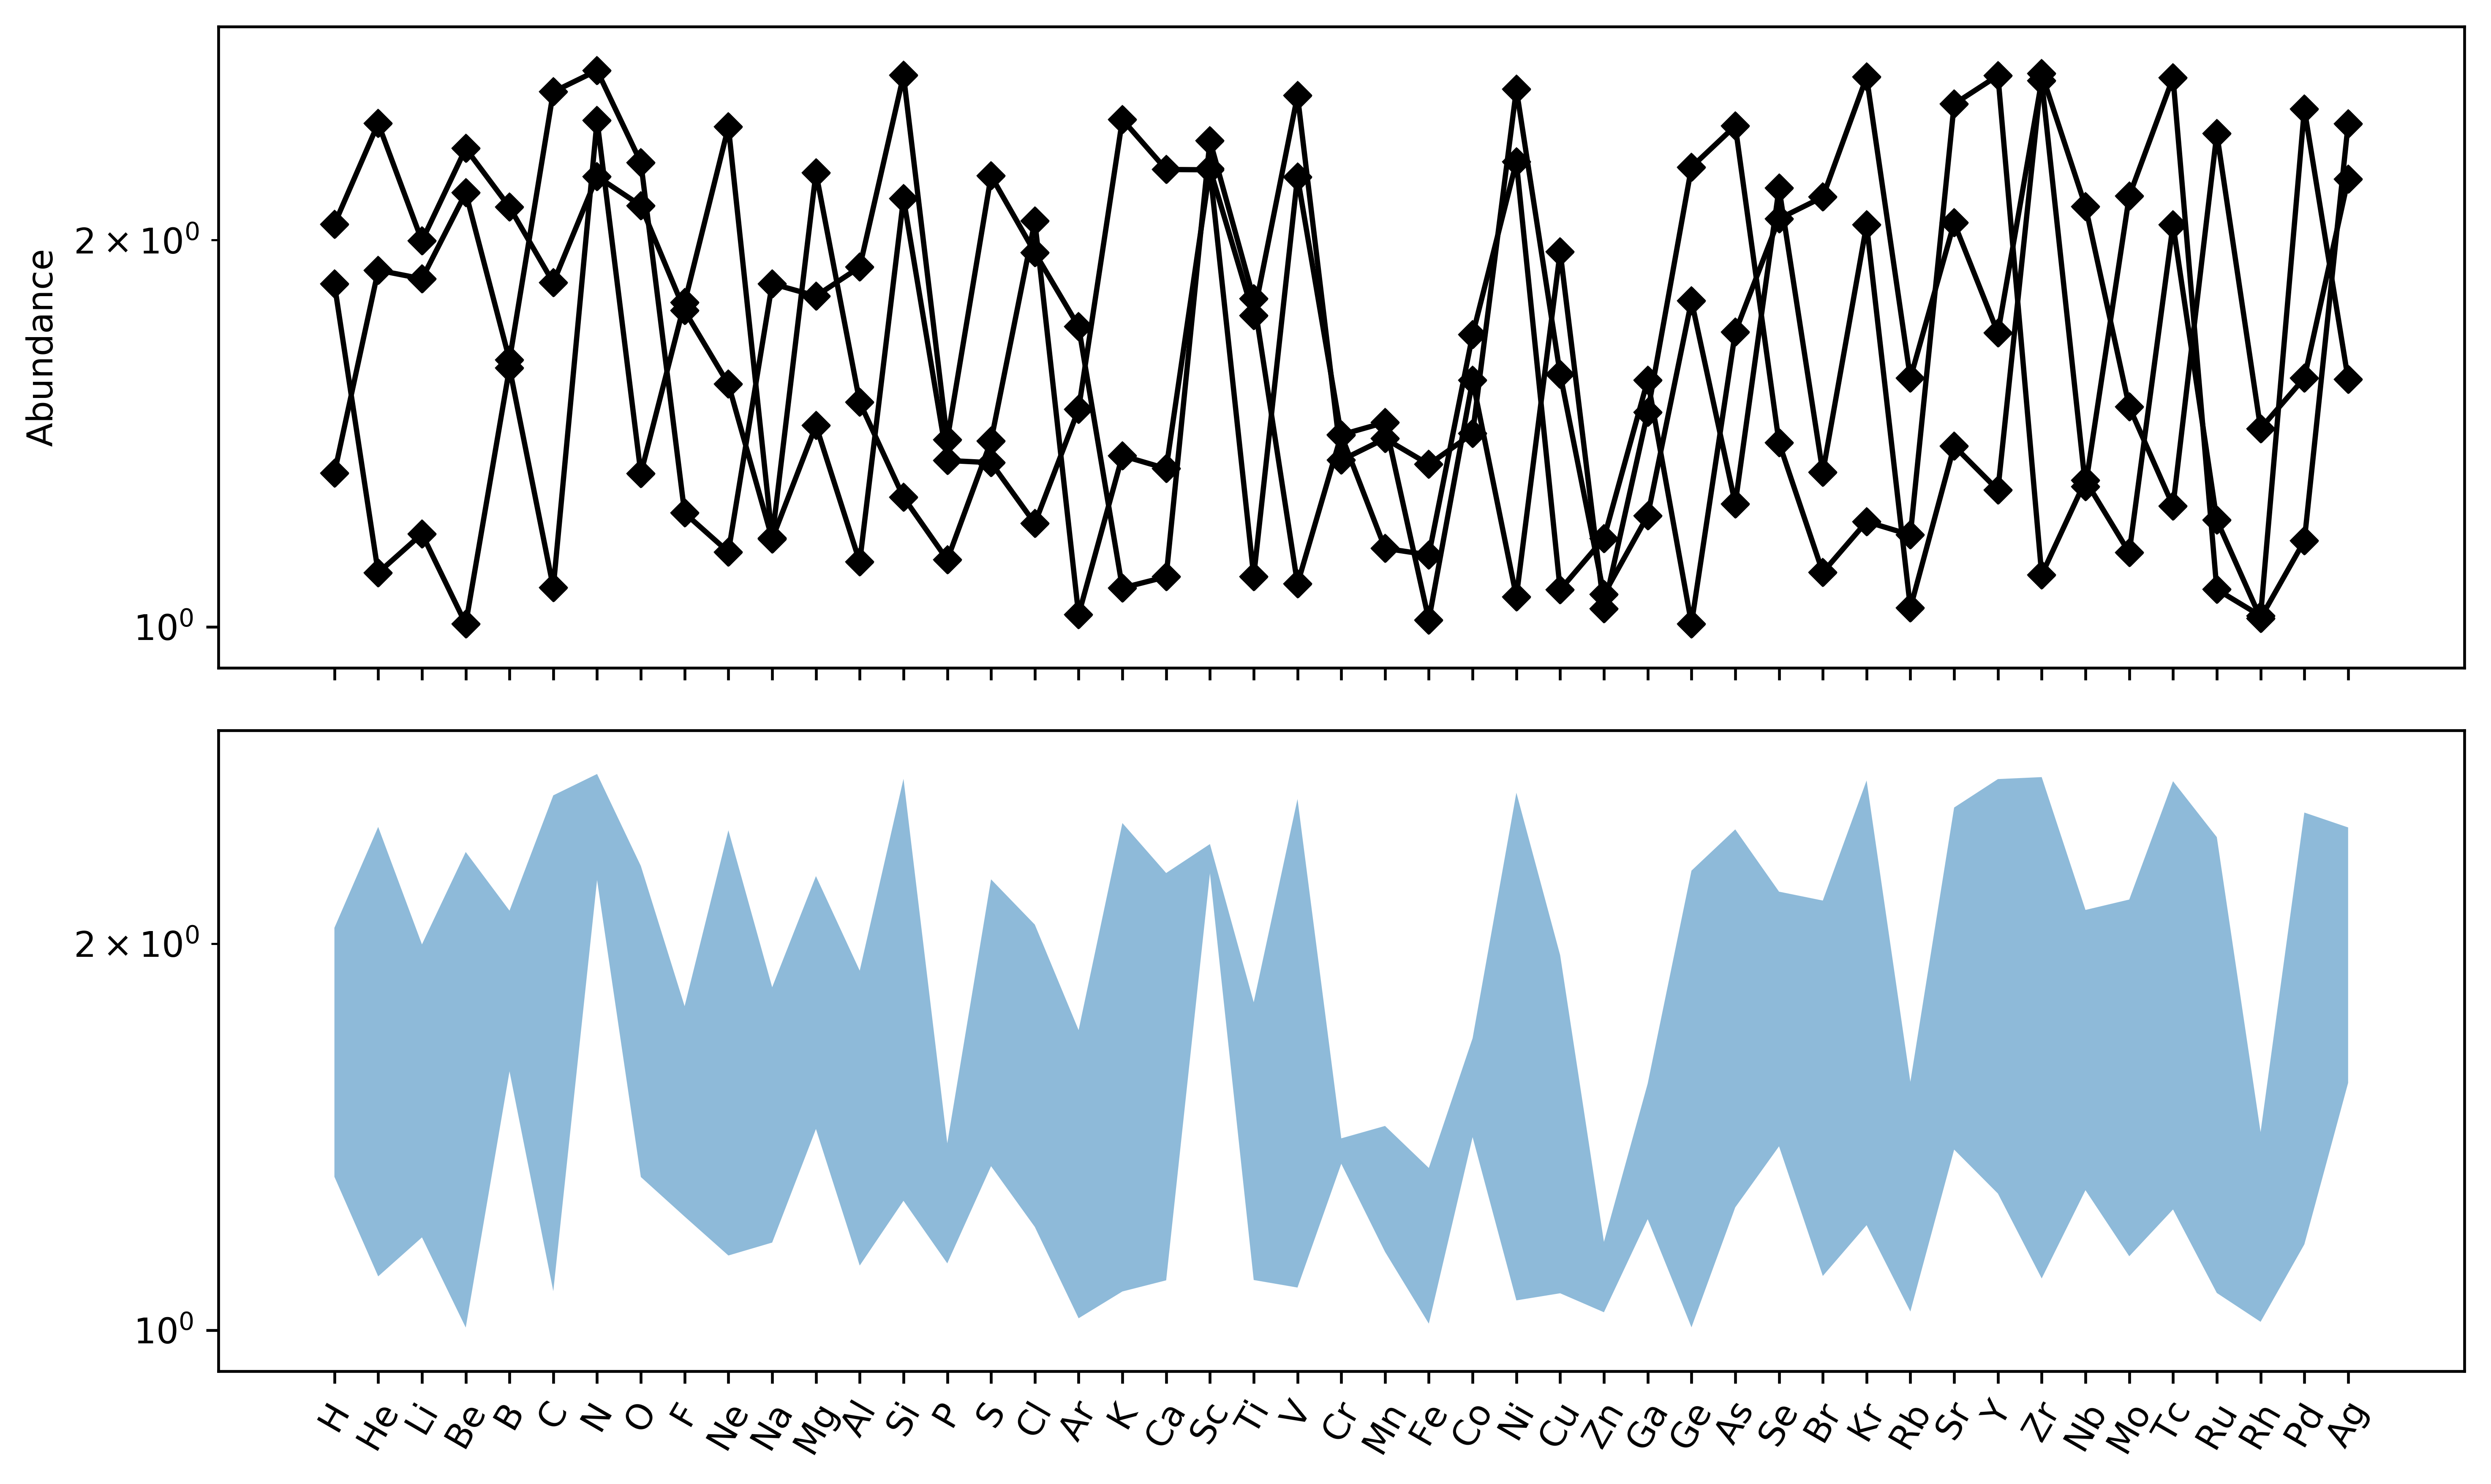 Abundance
2 × 10⁰
10⁰
2 × 10⁰
10⁰
H He Li Be B C N O F Ne Na Mg Al Si P S Cl Ar K Ca Sc Ti V Cr Mn Fe Co Ni Cu Zn Ga Ge As Se Br Kr Rb Sr Y Zr Nb Mo Tc Ru Rh Pd Ag